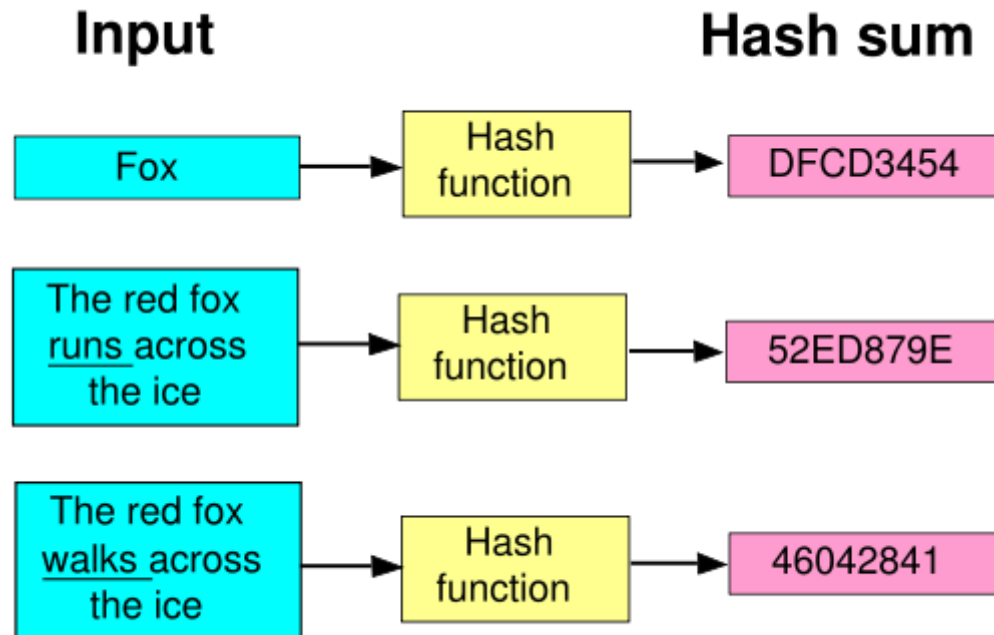 Input
Hash sum
Fox
Hash
function
DFCD3454
The red fox
runs across
the ice
Hash
function
52ED879E
The red fox
walks across
the ice
Hash
function
46042841